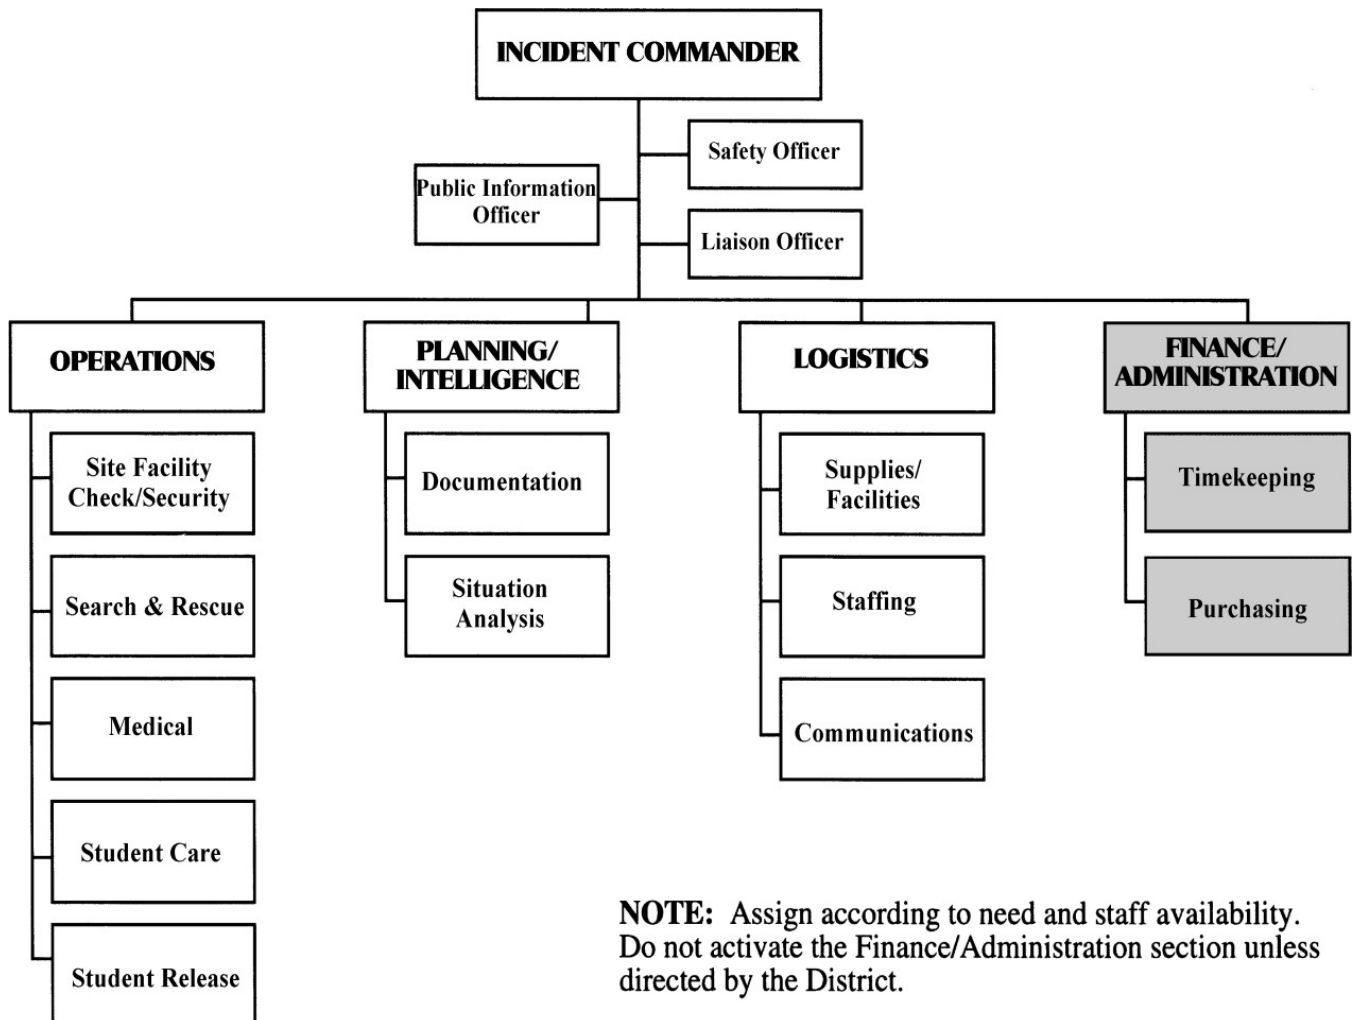 INCIDENT COMMANDER
Safety Officer
Public Information
Officer
Liaison Officer
OPERATIONS
Site Facility
Check/Security
Search & Rescue
Medical
Student Care
Student Release
PLANNING/
INTELLIGENCE
Documentation
Situation
Analysis
LOGISTICS
Supplies/
Facilities
Staffing
Communications
FINANCE/
ADMINISTRATION
Timekeeping
Purchasing
NOTE: Assign according to need and staff availability.
Do not activate the Finance/Administration section unless
directed by the District.